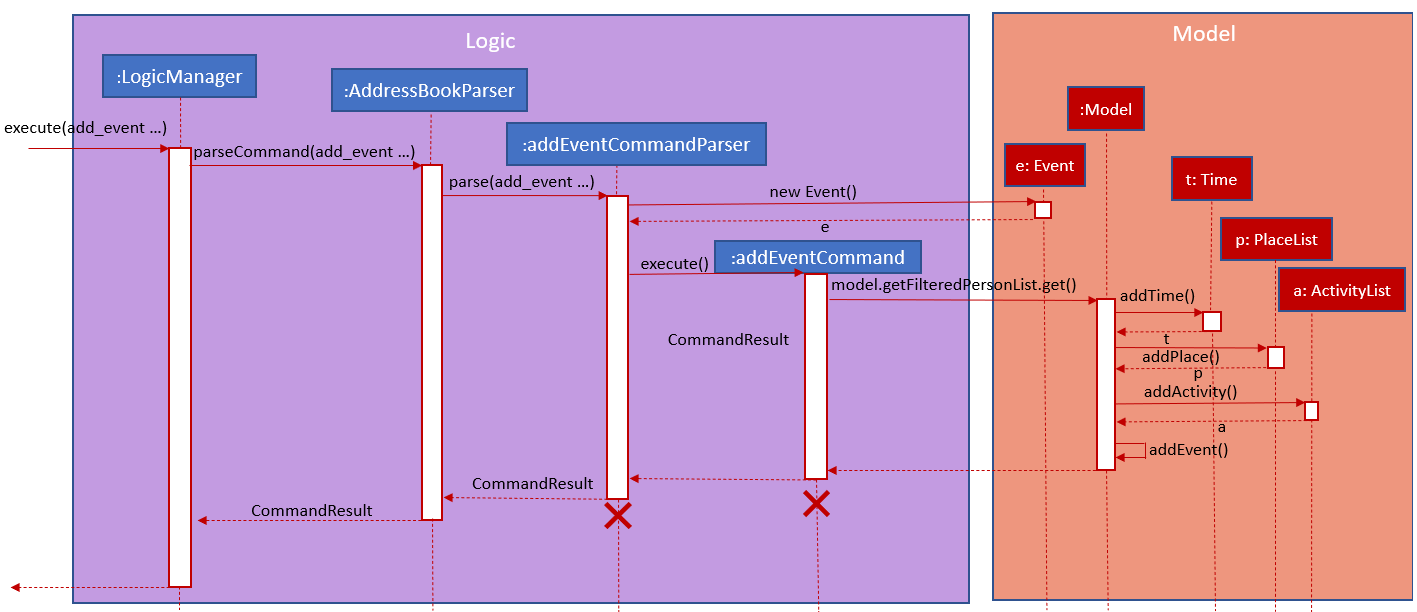 Logic
Model
:LogicManager
:AddressBookParser
:Model
execute(add_event ...)
parseCommand(add_event ...)
:addEventCommandParser
e: Event
t: Time
parse(add_event ...)
new Event()
e
p: PlaceList
execute()
:addEventCommand
model.getFilteredPersonList.get()
a: ActivityList
addTime()
t
CommandResult
addPlace()
p
addActivity()
a
addEvent()
CommandResult
CommandResult